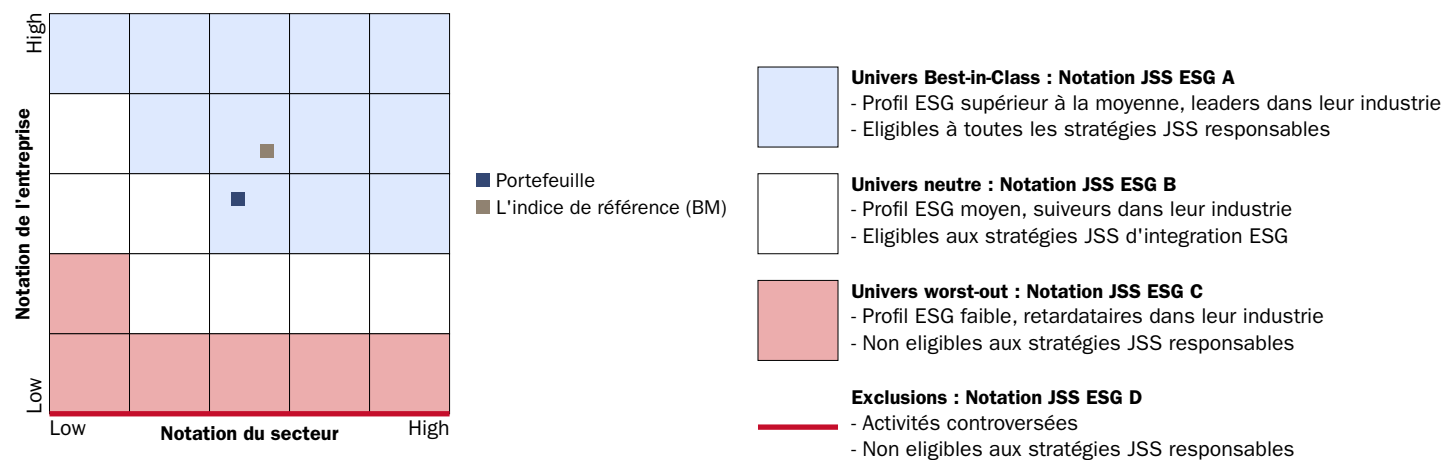 High
Notation de l'entreprise
Low
Low
Notation du secteur
High
Portefeuille
L'indice de référence (BM)
Univers Best-in-Class : Notation JSS ESG A
- Profil ESG supérieur à la moyenne, leaders dans leur industrie
- Eligibles à toutes les stratégies JSS responsables
Univers neutre : Notation JSS ESG B
- Profil ESG moyen, suiveurs dans leur industrie
- Eligibles aux stratégies JSS d'integration ESG
Univers worst-out : Notation JSS ESG C
- Profil ESG faible, retardataires dans leur industrie
- Non eligibles aux stratégies JSS responsables
Exclusions : Notation JSS ESG D
- Activités controversées
- Non eligibles aux stratégies JSS responsables